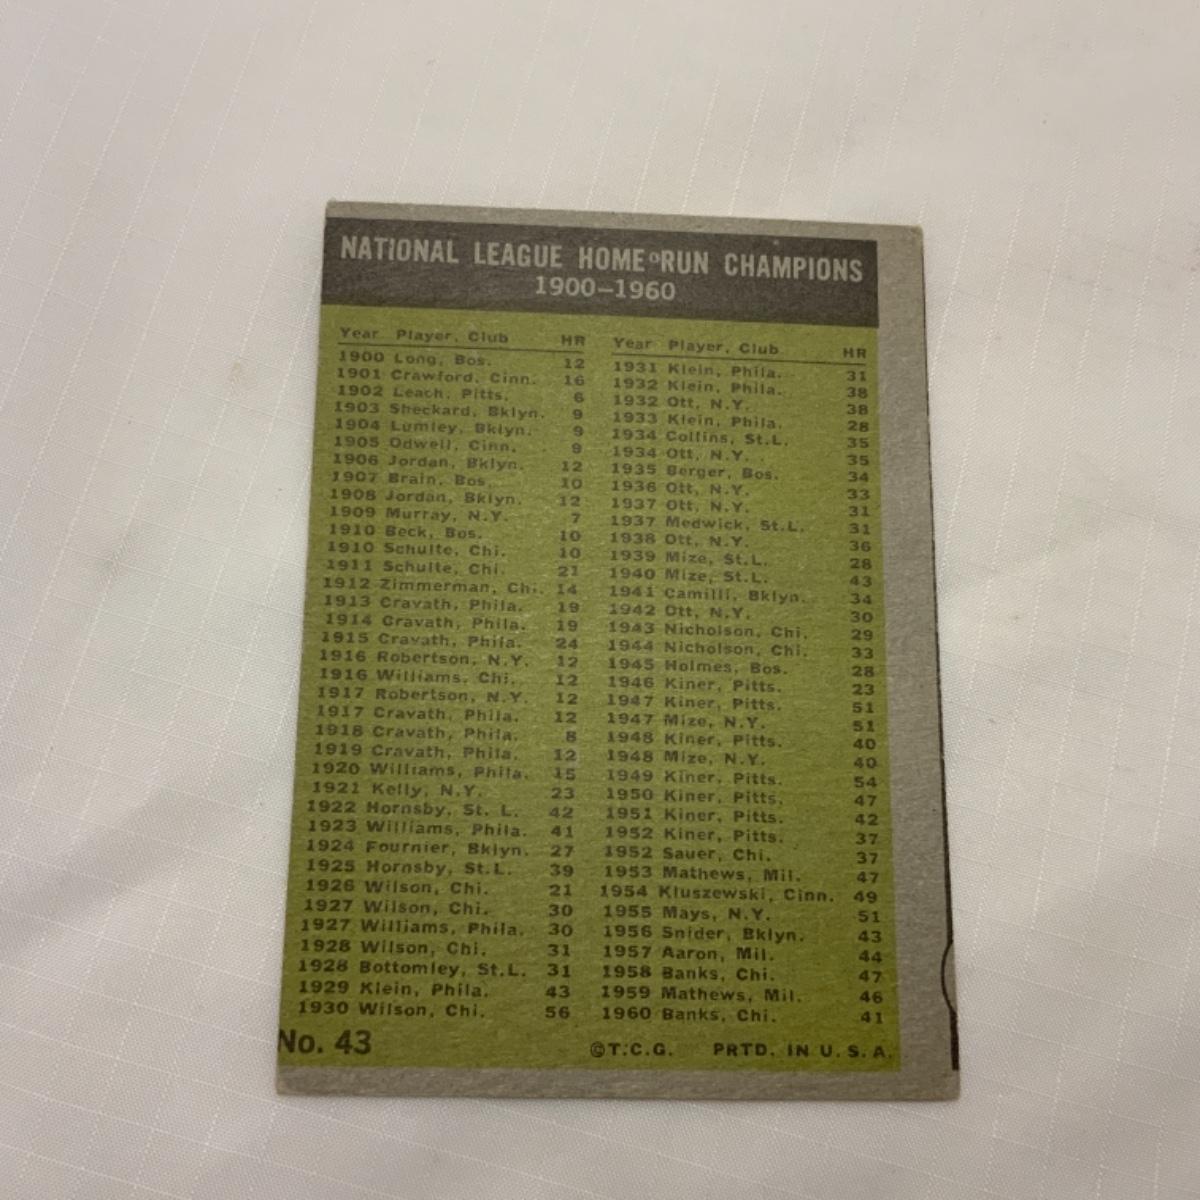 NATIONAL LEAGUE HOME RUN CHAMPIONS
1900-1960
Year Player, Club HR
1900 Long, Bos. 12
1901 Crawford, Cinn. 16
1902 Leach, Pitts. 6
1903 Sheckard, Bklyn. 9
1904 Lumley, Bklyn. 9
1905 Odwell, Cinn. 9
1906 Jordan, Bklyn. 12
1907 Brain, Bos. 10
1908 Jordan, Bklyn. 12
1909 Murray, N.Y. 7
1910 Beck, Bos. 10
1910 Schulte, Chi. 10
1911 Schulte, Chi. 21
1912 Zimmerman, Chi. 14
1913 Cravath, Phila. 19
1914 Cravath, Phila. 19
1915 Cravath, Phila. 24
1916 Robertson, N.Y. 12
1916 Williams, Chi. 12
1917 Robertson, N.Y. 12
1917 Cravath, Phila. 12
1918 Cravath, Phila. 8
1919 Cravath, Phila. 12
1920 Williams, Phila. 15
1921 Kelly, N.Y. 23
1922 Hornsby, St. L. 42
1923 Williams, Phila. 41
1924 Fournier, Bklyn. 27
1925 Hornsby, St.L. 39
1926 Wilson, Chi. 21
1927 Wilson, Chi. 30
1927 Williams, Phila. 30
1928 Wilson, Chi. 31
1928 Bottomley, St.L. 31
1929 Klein, Phila. 43
1930 Wilson, Chi. 56
Year Player, Club HR
1931 Klein, Phila. 31
1932 Klein, Phila. 38
1932 Ott, N.Y. 38
1933 Klein, Phila. 28
1934 Collins, St.L. 35
1934 Ott, N.Y. 35
1935 Berger, Bos. 34
1936 Ott, N.Y. 33
1937 Ott, N.Y. 31
1937 Medwick, St.L. 31
1938 Ott, N.Y. 36
1939 Mize, St.L. 28
1940 Mize, St.L. 43
1941 Camilli, Bklyn. 34
1942 Ott, N.Y. 30
1943 Nicholson, Chi. 29
1944 Nicholson, Chi. 33
1945 Holmes, Bos. 28
1946 Kiner, Pitts. 23
1947 Kiner, Pitts. 51
1947 Mize, N.Y. 51
1948 Kiner, Pitts. 40
1948 Mize, N.Y. 40
1949 Kiner, Pitts. 54
1950 Kiner, Pitts. 47
1951 Kiner, Pitts. 42
1952 Kiner, Pitts. 37
1952 Sauer, Chi. 37
1953 Mathews, Mil. 47
1954 Kluszewski, Cinn. 49
1955 Mays, N.Y. 51
1956 Snider, Bklyn. 43
1957 Aaron, Mil. 44
1958 Banks, Chi. 47
1959 Mathews, Mil. 46
1960 Banks, Chi. 41
No. 43
©T.C.G. PRTD. IN U.S.A.